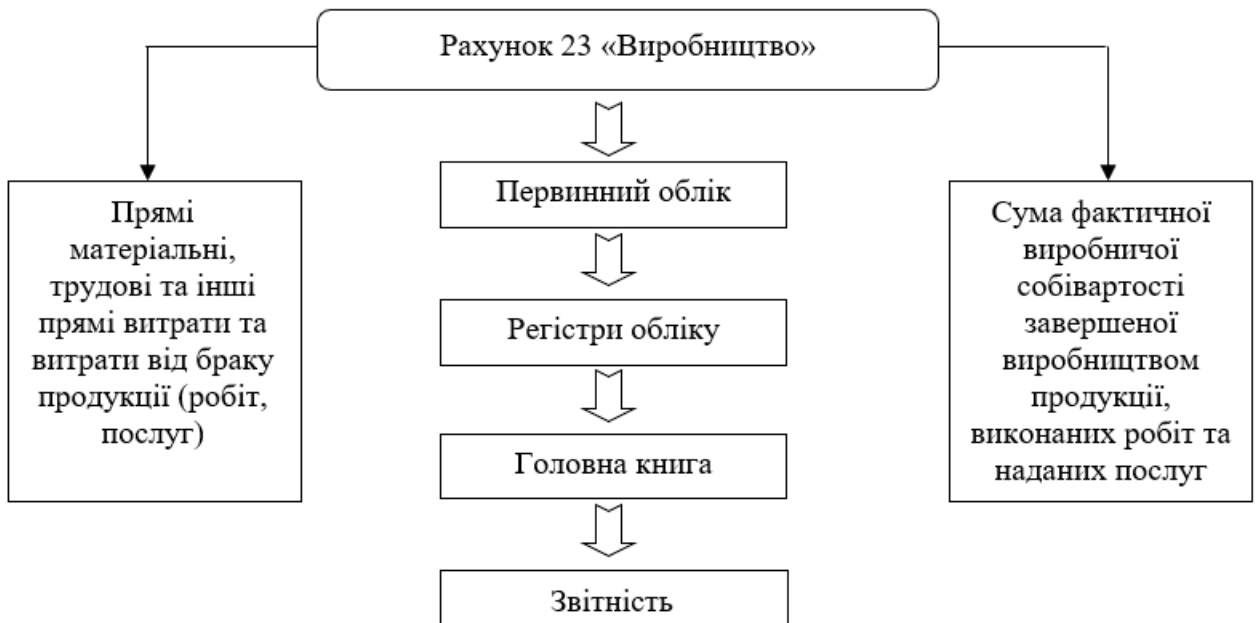 Рахунок 23 «Виробництво»
Прямі
матеріальні,
трудові та інші
прямі витрати та
витрати від браку
продукції (робіт,
послуг)
Первинний облік
Регістри обліку
Головна книга
Звітність
Сума фактичної
виробничої
собівартості
завершеної
виробництвом
продукції,
виконаних робіт та
наданих послуг